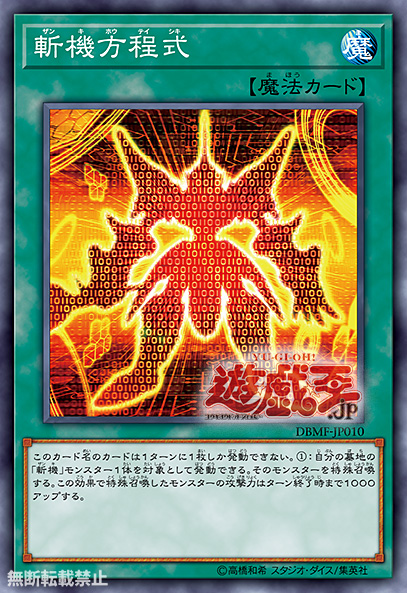 斬機方程式
ザン キ ホウ テイ シキ
【魔法カード】
ま ほう
魔
YU-GI-OH!
遊戯王
.jp
DBMF-JP010
このカード名のカードは1ターンに1枚しか発動できない。①:自分の墓地の
「斬機」モンスター1体を対象として発動できる。そのモンスターを特殊召喚
する。この効果で特殊召喚したモンスターの攻撃力はターン終了時まで1000
アップする。
無断転載禁止
©高橋和希 スタジオ・ダイス/集英社